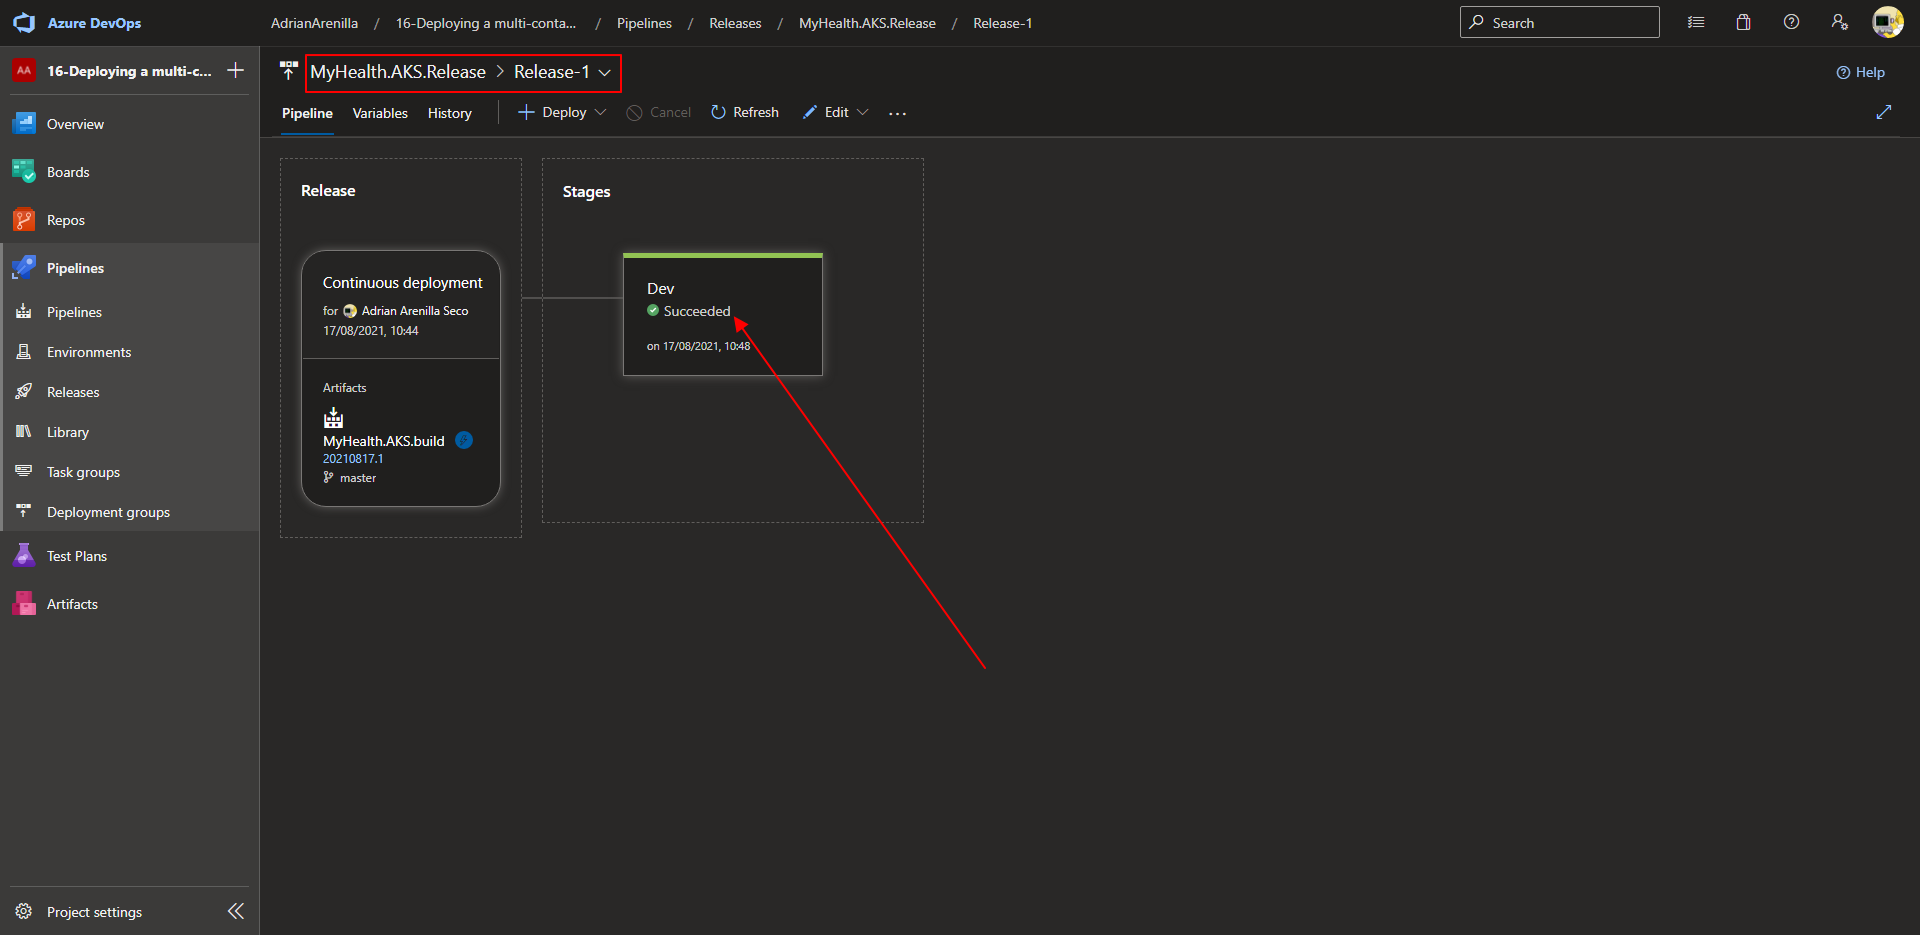 Azure DevOps
AdrianArenilla / 16-Deploying a multi-conta... / Pipelines / Releases / MyHealth.AKS.Release / Release-1
Search
AA 16-Deploying a multi-c...
MyHealth.AKS.Release > Release-1
Help
Pipeline Variables History Deploy Cancel Refresh Edit ...
Overview
Boards
Repos
Pipelines
Pipelines
Environments
Releases
Library
Task groups
Deployment groups
Test Plans
Artifacts
Project settings
Release
Continuous deployment
for Adrian Arenilla Seco
17/08/2021, 10:44
Artifacts
MyHealth.AKS.build
20210817.1
master
Stages
Dev
Succeeded
on 17/08/2021, 10:48